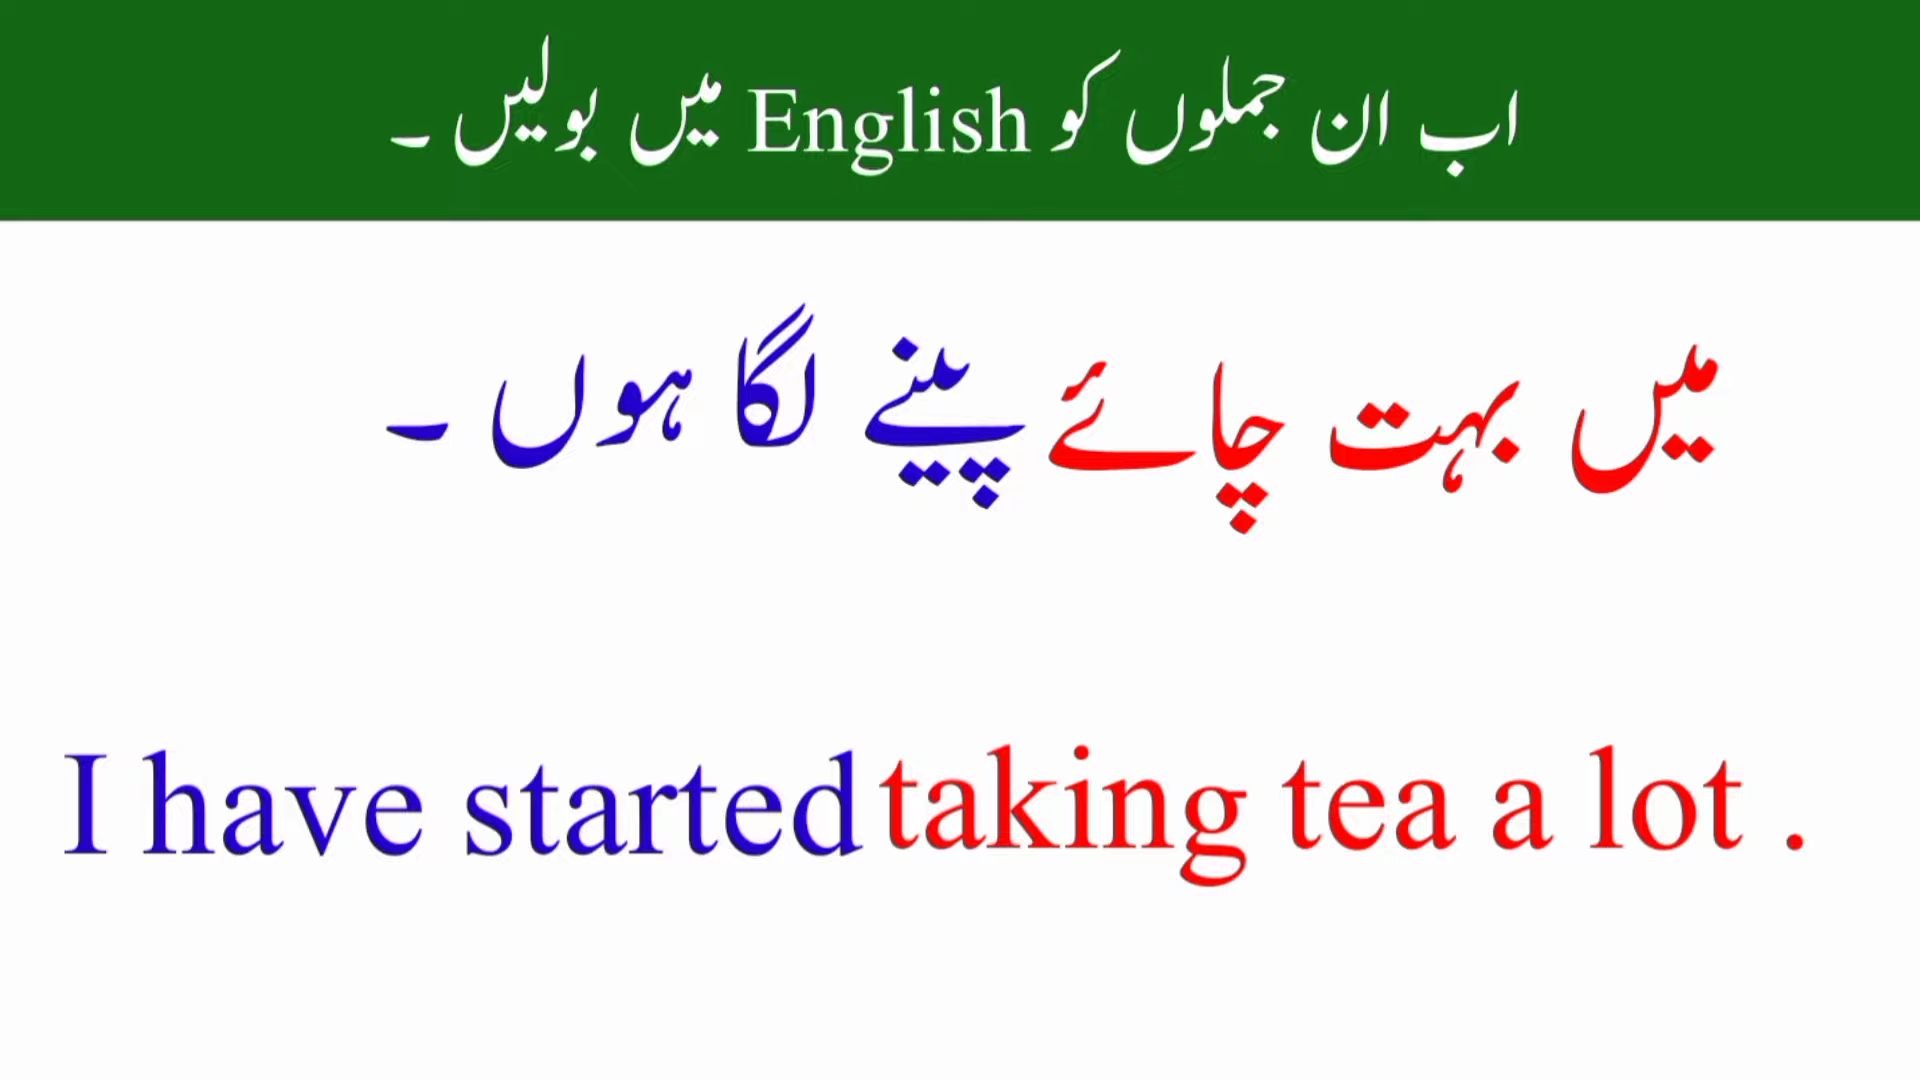 اب ان جملوں کو English میں بولیں ۔
میں بہت چائے پینے لگا ہوں ۔
I have started taking tea a lot .